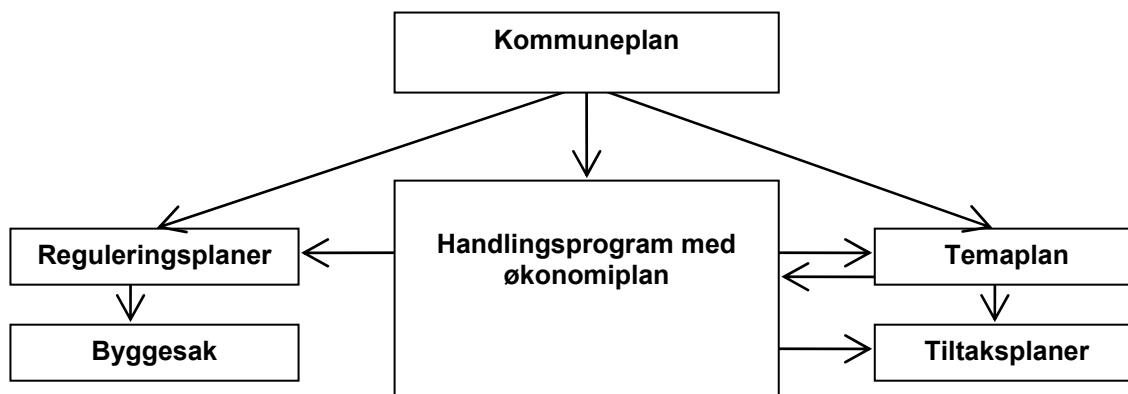 Kommuneplan
Reguleringsplaner
Handlingsprogram med
økonomiplan
Temaplan
Byggesak
Tiltaksplaner